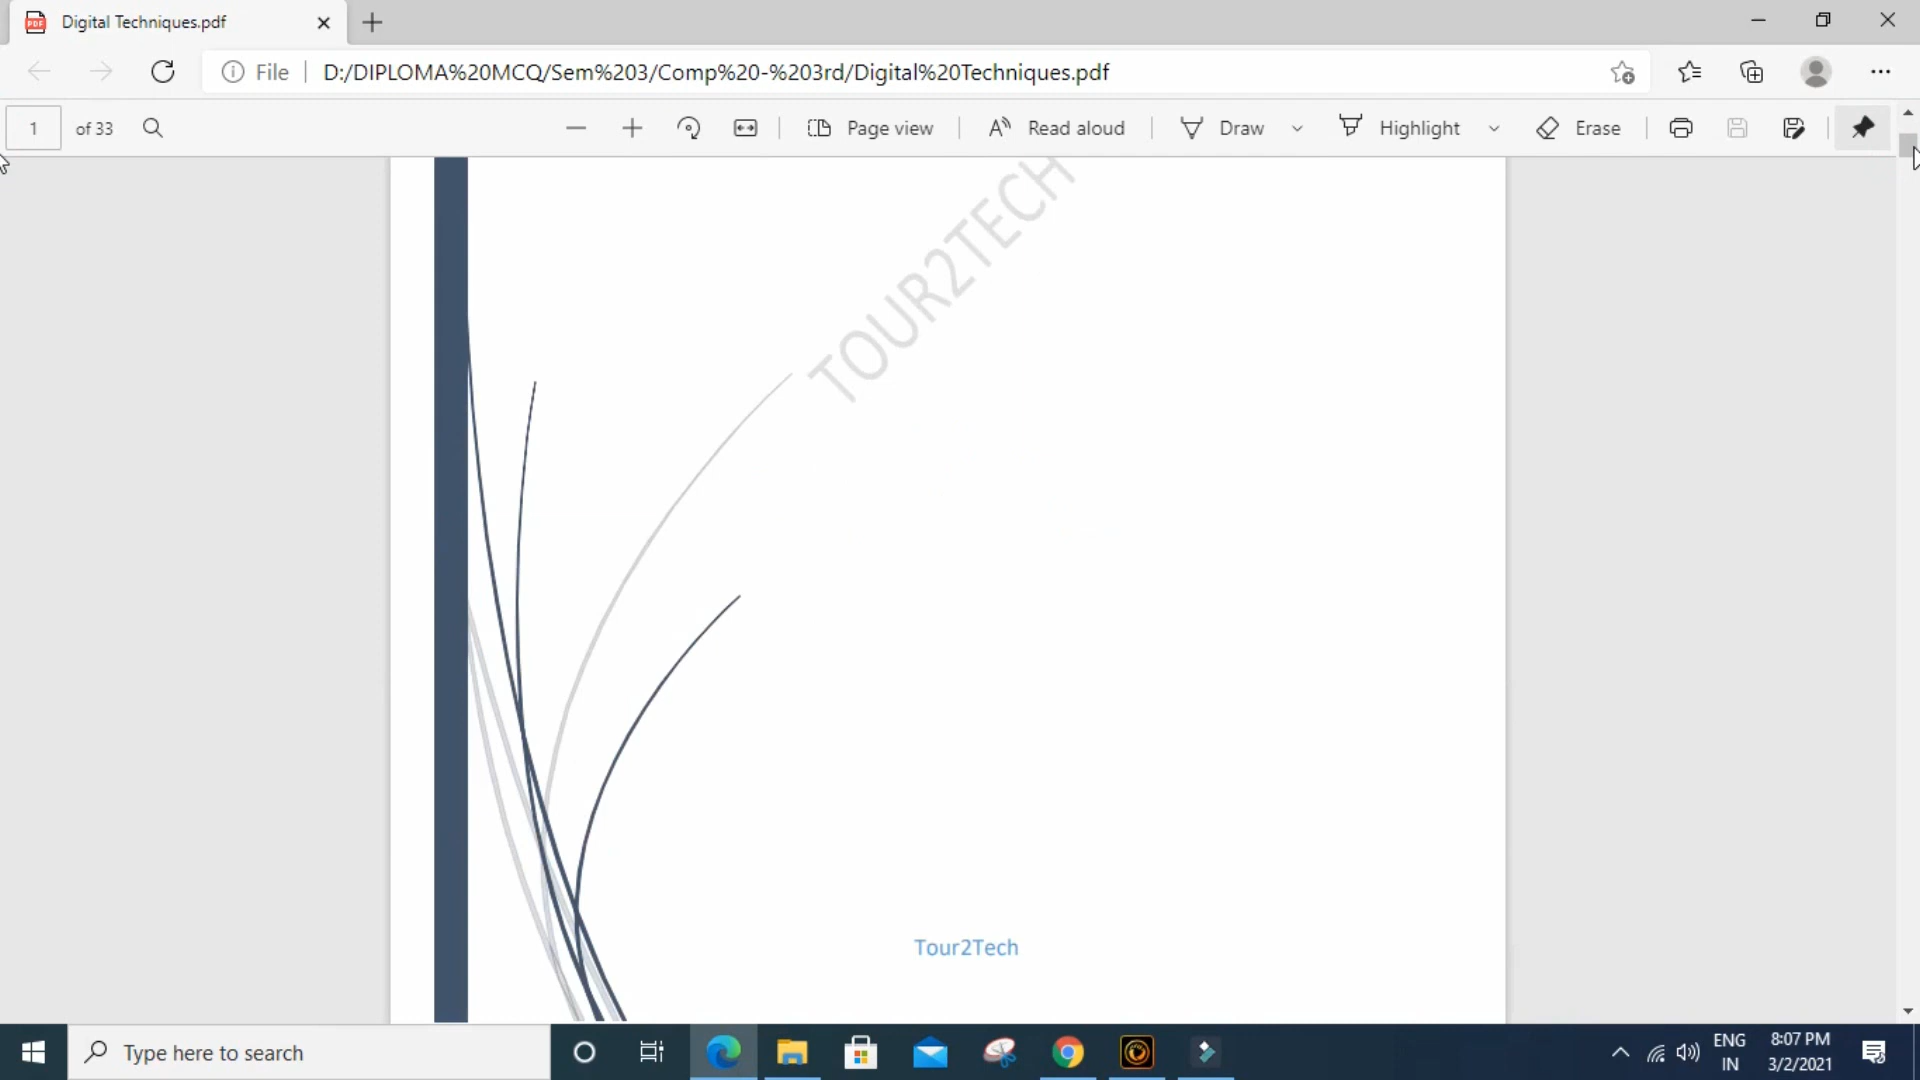 Digital Techniques.pdf
File D:/DIPLOMA%20MCQ/Sem%203/Comp%20-%203rd/Digital%20Techniques.pdf
1 of 33 Page view Read aloud Draw Highlight Erase
TOUR2TECH
Tour2Tech
Type here to search
ENG 8:07 PM
IN 3/2/2021